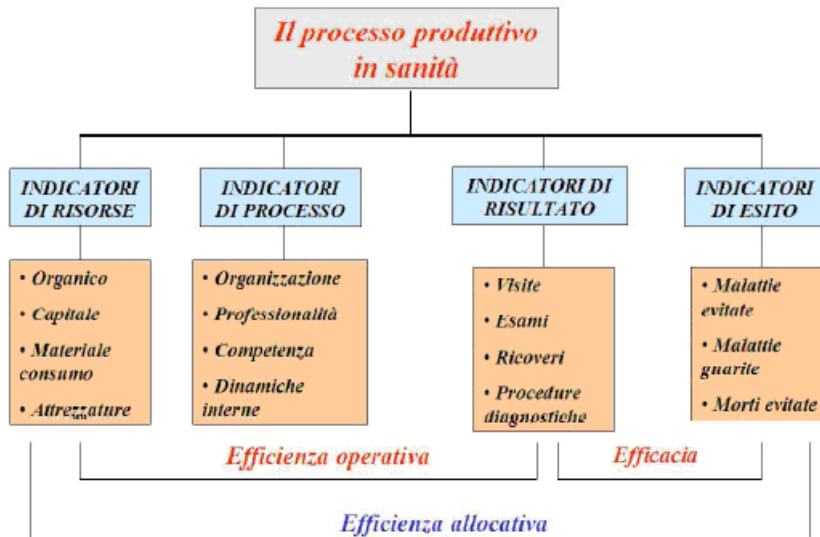 Il processo produttivo
in sanità
INDICATORI
DI RISORSE
INDICATORI
DI PROCESSO
INDICATORI DI
RISULTATO
INDICATORI
DI ESITO
• Organico
• Capitale
• Materiale
consumo
• Attrezzature
• Organizzazione
• Professionalità
• Competenza
• Dinamiche
interne
• Visite
• Esami
• Ricoveri
• Procedure
diagnostiche
• Malattie
evitate
• Malattie
guarite
• Morti evitate
Efficienza operativa
Efficacia
Efficienza allocativa